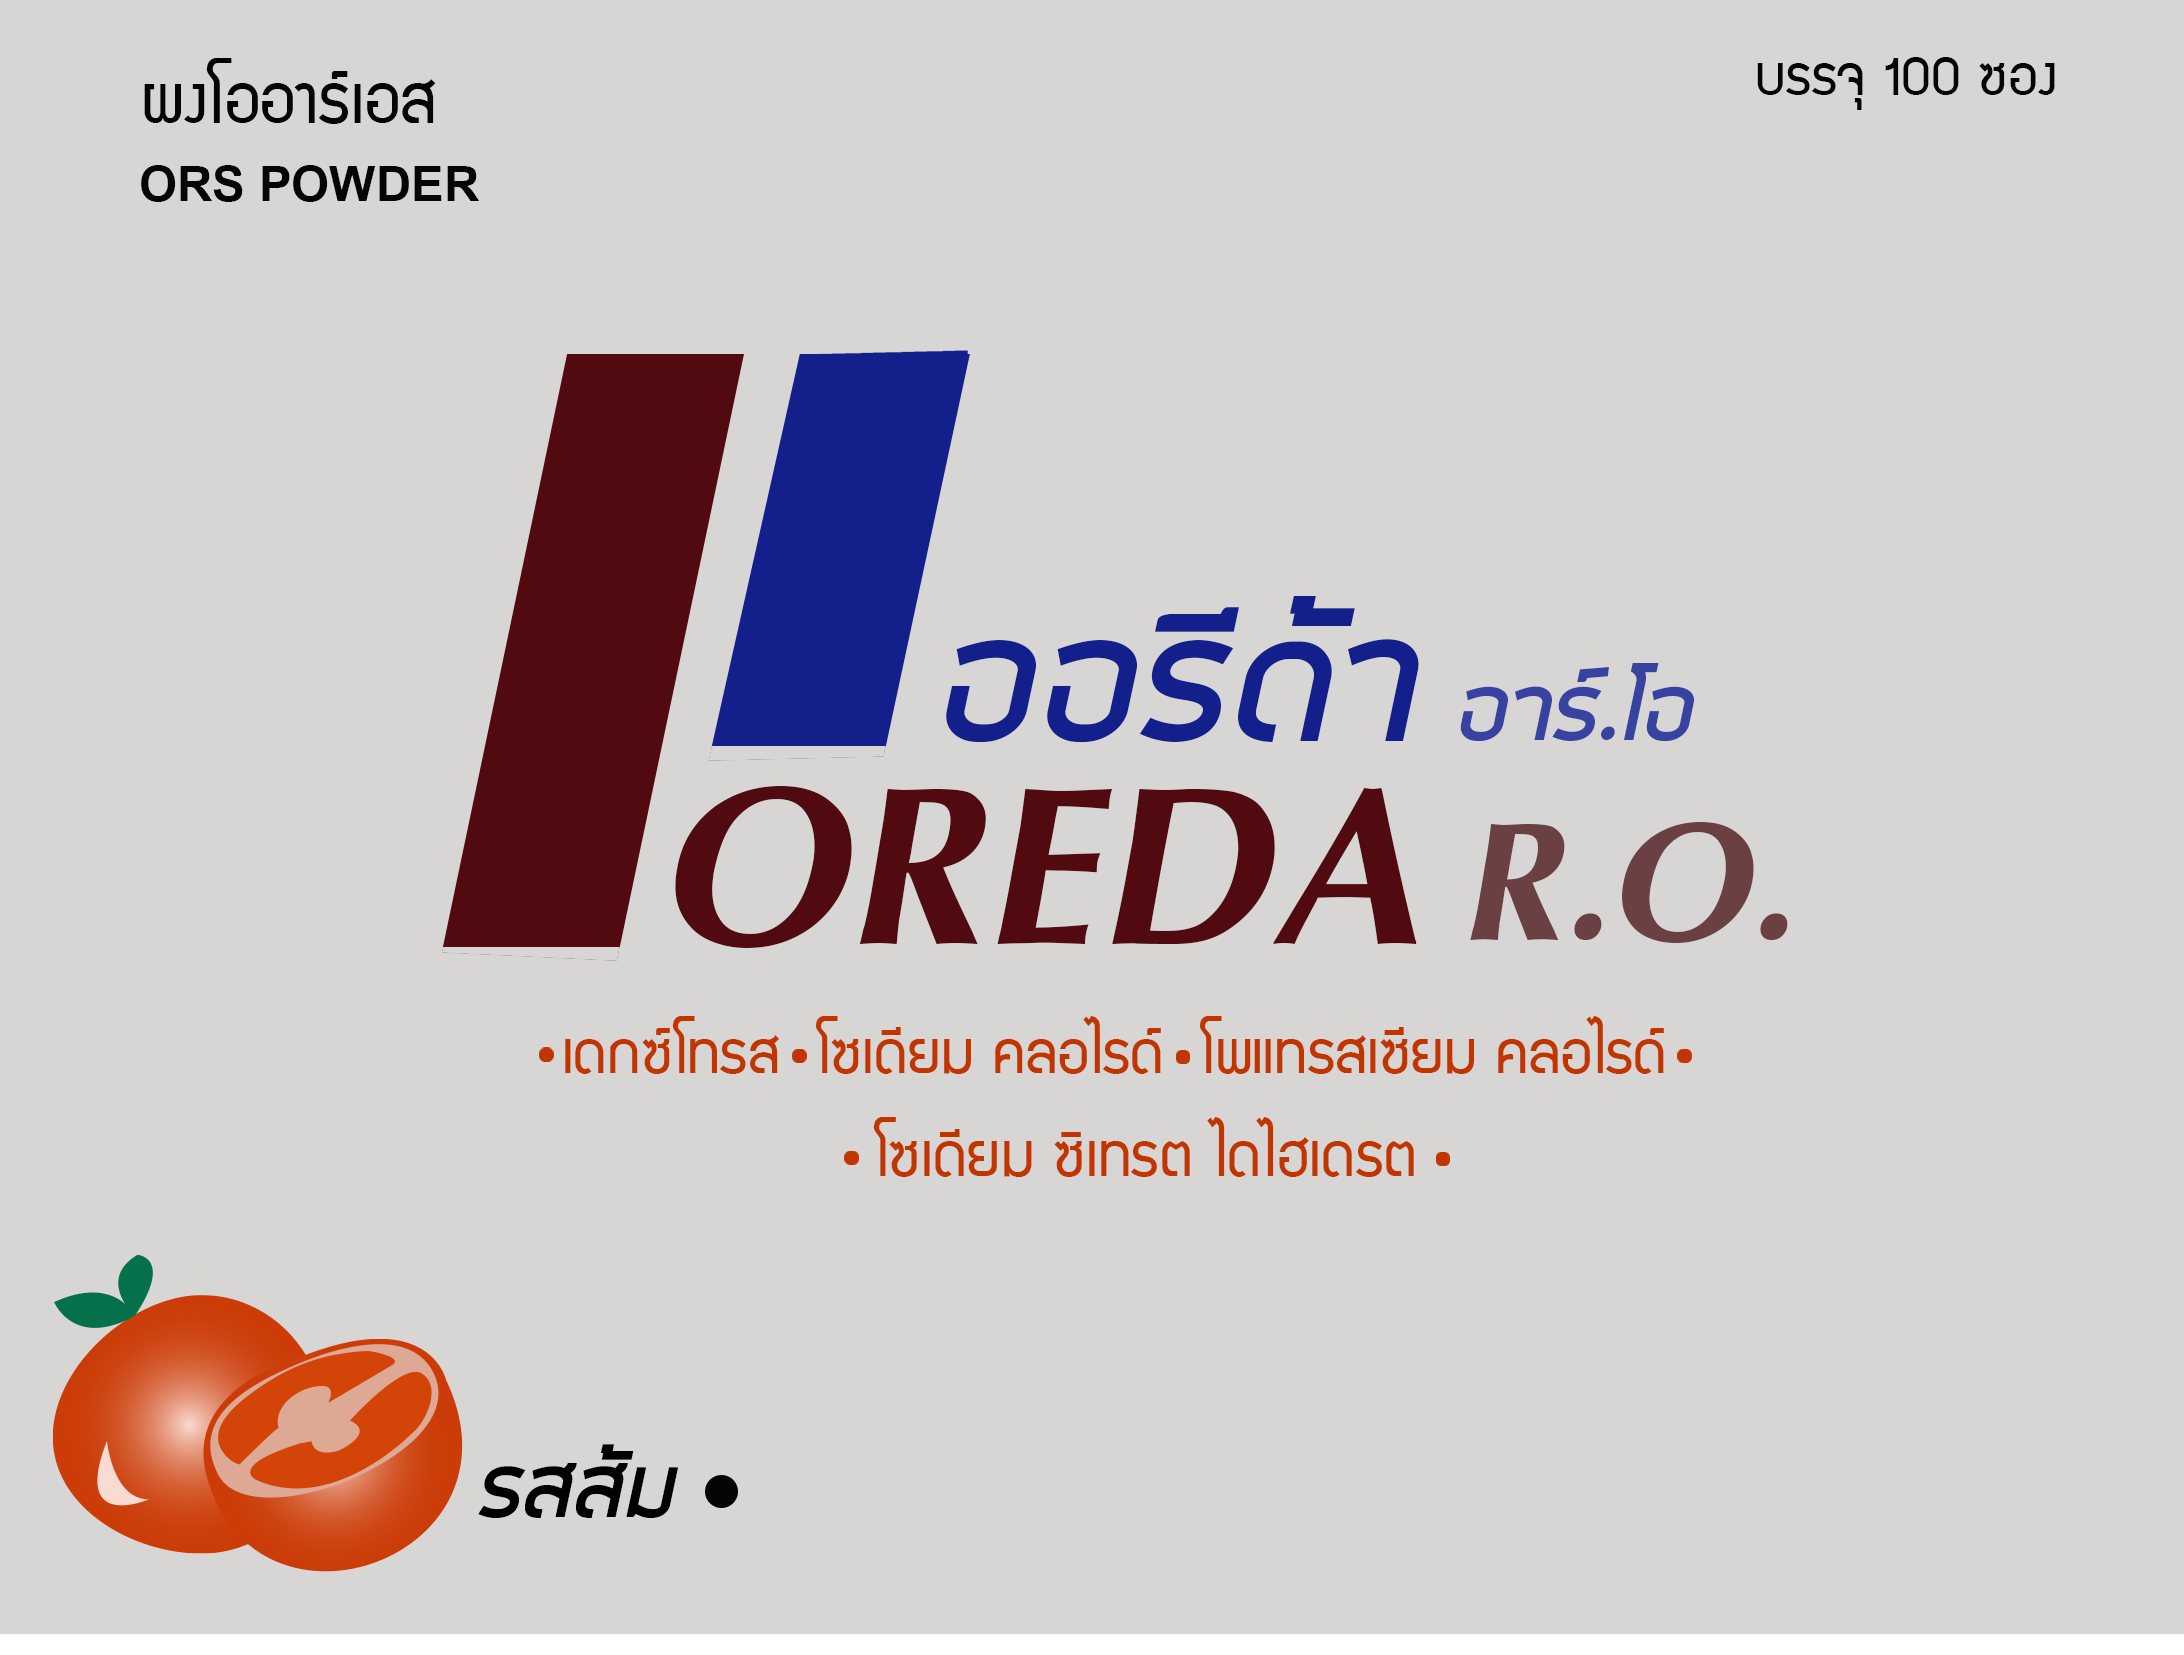 ผงโออาร์เอส
ORS POWDER
บรรจุ 100 ซอง
ออรีด้า อาร์.โอ
OREDA R.O.
•เดกซ์โทรส•โซเดียม คลอไรด์•โพแทรสเซียม คลอไรด์•
• โซเดียม ซิเทรต ไดไฮเดรต •
รสส้ม •